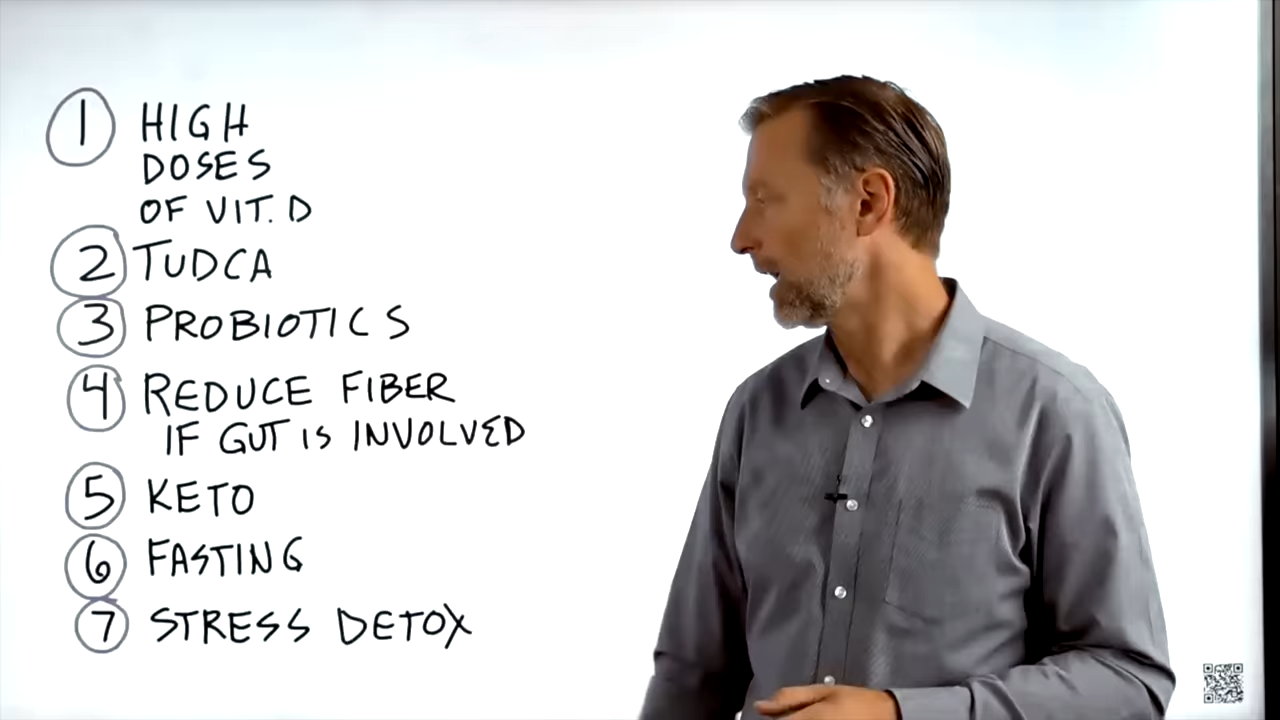 1 HIGH
DOSES
OF VIT. D
2 TUDCA
3 PROBIOTICS
4 REDUCE FIBER
IF GUT IS INVOLVED
5 KETO
6 FASTING
7 STRESS DETOX